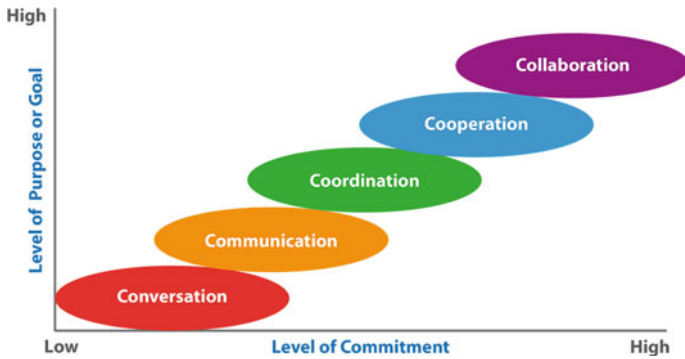 High
Collaboration
Cooperation
Coordination
Communication
Conversation
Level of Purpose or Goal
Low
Level of Commitment
High